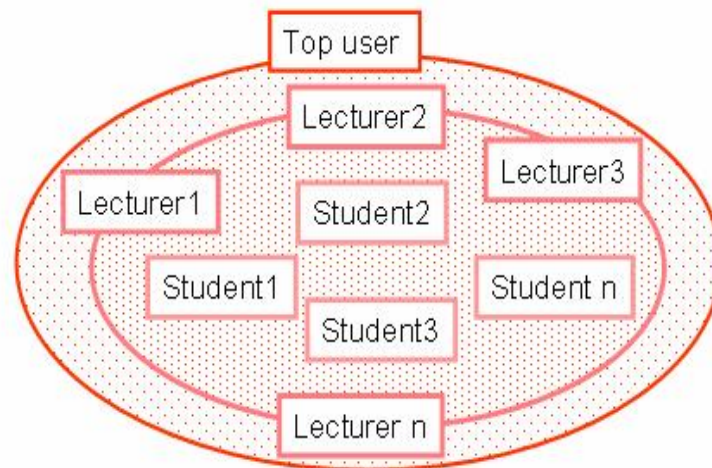 Top user
Lecturer2
Lecturer3
Lecturer1
Student2
Student1
Student n
Student3
Lecturer n